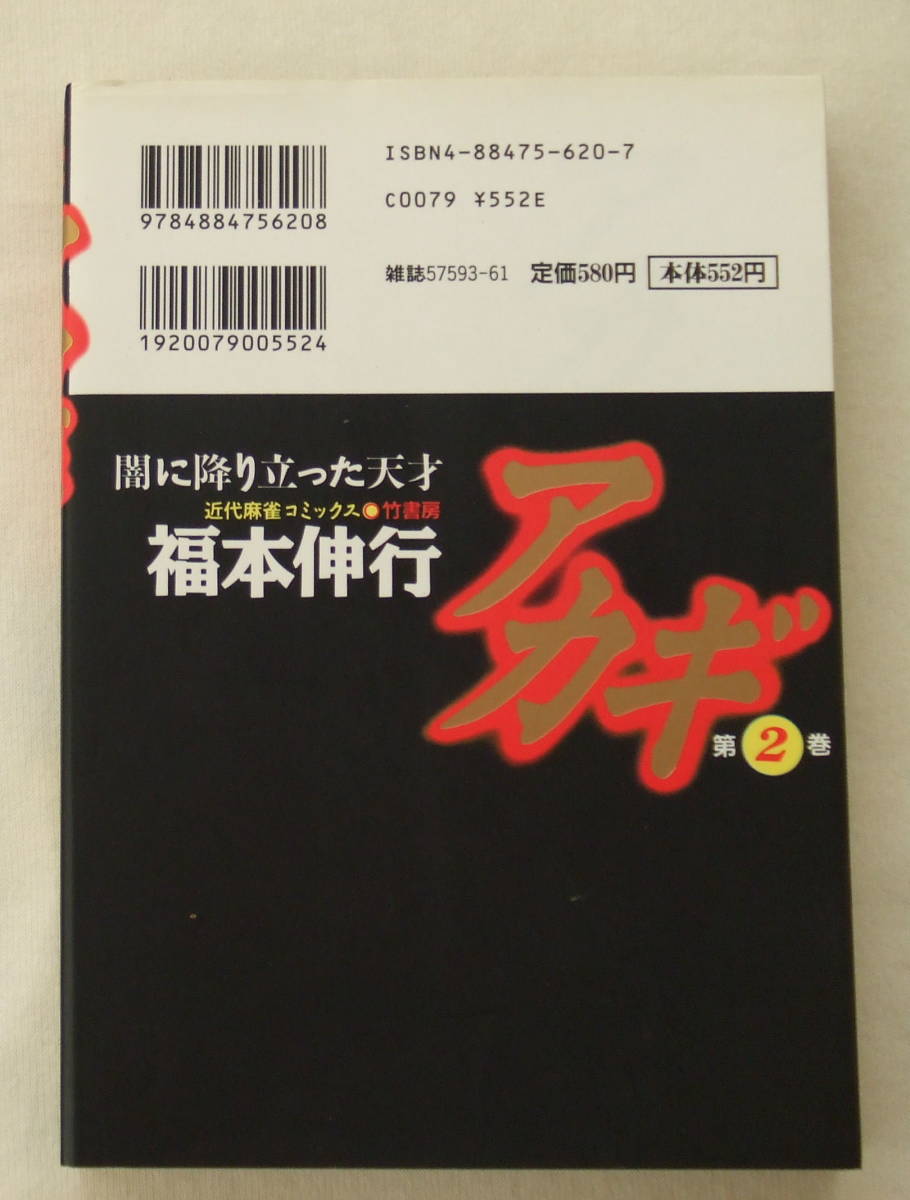 ISBN4-88475-620-7
9784884756208
C0079 ¥552E
雑誌57593-61 定価580円 本体552円
1920079005524
アカギ
闇に降り立った天才
近代麻雀コミックス 竹書房
福本伸行
第2巻